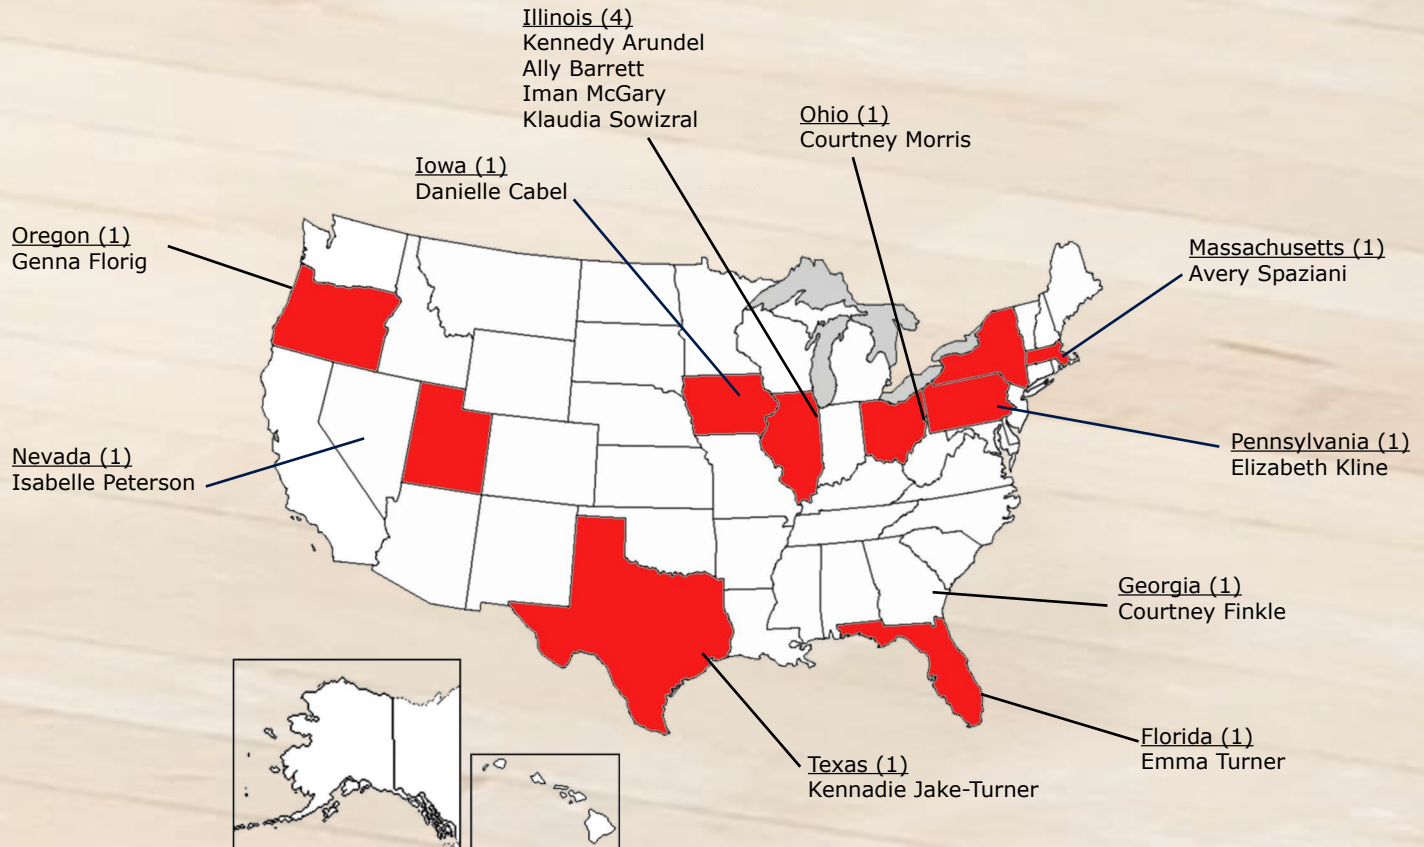 Illinois (4)
Kennedy Arundel
Ally Barrett
Iman McGary
Klaudia Sowizral
Ohio (1)
Courtney Morris
Iowa (1)
Danielle Cabel
Oregon (1)
Genna Florig
Massachusetts (1)
Avery Spaziani
Nevada (1)
Isabelle Peterson
Pennsylvania (1)
Elizabeth Kline
Georgia (1)
Courtney Finkle
Florida (1)
Emma Turner
Texas (1)
Kennadie Jake-Turner